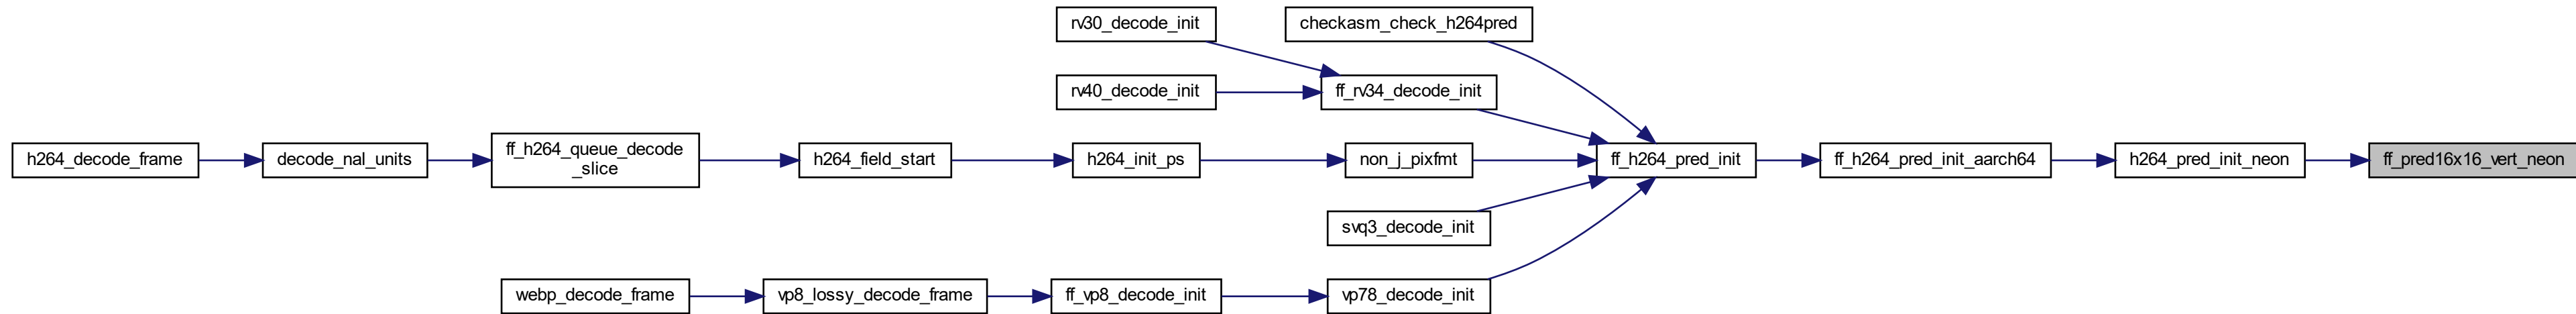 rv30_decode_init
checkasm_check_h264pred
rv40_decode_init
ff_rv34_decode_init
h264_decode_frame
decode_nal_units
ff_h264_queue_decode
_slice
h264_field_start
h264_init_ps
non_j_pixfmt
ff_h264_pred_init
ff_h264_pred_init_aarch64
h264_pred_init_neon
ff_pred16x16_vert_neon
svq3_decode_init
webp_decode_frame
vp8_lossy_decode_frame
ff_vp8_decode_init
vp78_decode_init